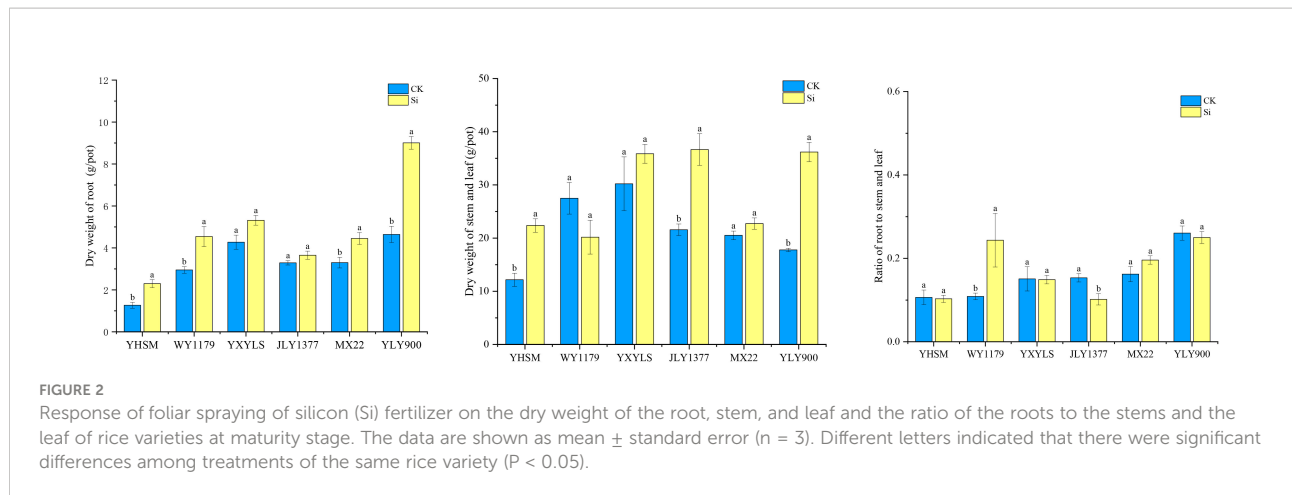 12
10
8
6
4
2
0
Dry weight of root (g/pot)
CK
Si
b
a
b
a
a
a
a
a
b
a
b
a
YHSM
WY1179
YXYLS
JLY1377
MX22
YLY900
50
40
30
20
10
0
Dry weight of stem and leaf (g/pot)
CK
Si
b
a
a
a
a
a
b
a
a
a
b
a
YHSM
WY1179
YXYLS
JLY1377
MX22
YLY900
0.6
0.4
0.2
0.0
Ratio of root to stem and leaf
CK
Si
a
a
b
a
a
a
a
b
a
a
a
a
YHSM
WY1179
YXYLS
JLY1377
MX22
YLY900
FIGURE 2
Response of foliar spraying of silicon (Si) fertilizer on the dry weight of the root, stem, and leaf and the ratio of the roots to the stems and the
leaf of rice varieties at maturity stage. The data are shown as mean ± standard error (n = 3). Different letters indicated that there were significant
differences among treatments of the same rice variety (P < 0.05).